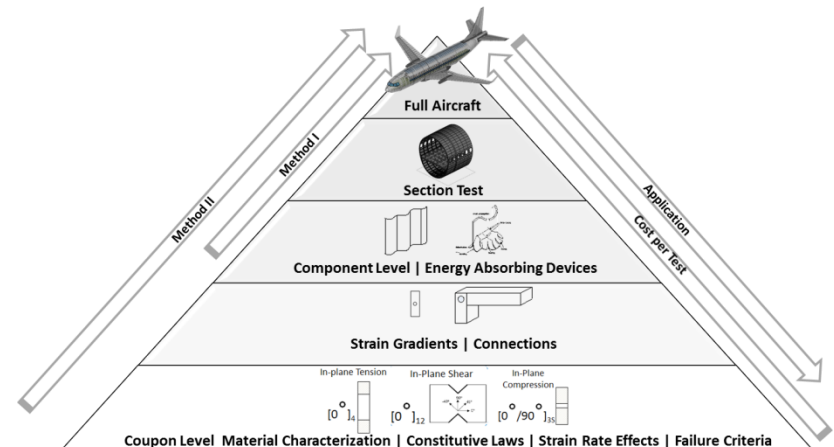 Full Aircraft
Method I
Method II
Section Test
Application
Cost per Test
Component Level | Energy Absorbing Devices
Strain Gradients | Connections
In-plane Tension
In-Plane Shear
In-Plane
Compression
[0°]4
[0°]12
[0°/90°]3S
Coupon Level Material Characterization | Constitutive Laws | Strain Rate Effects | Failure Criteria